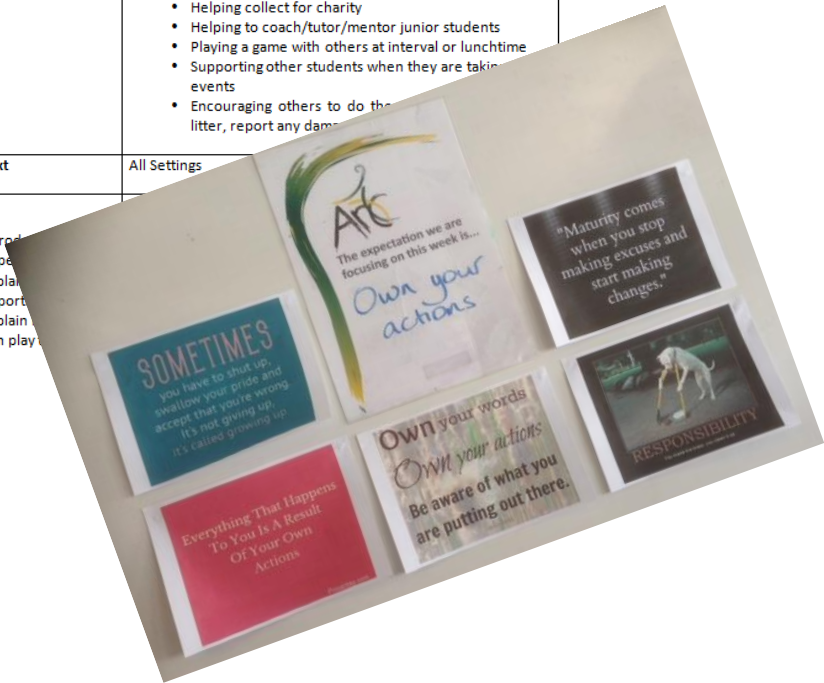 Helping collect for charity
Helping to coach/tutor/mentor junior students
Playing a game with others at interval or lunchtime
Supporting other students when they are
events
Encouraging others to do
litter, report any
All Settings
Arc
The expectation we are
focusing on this week is...
Own your
actions
"Maturity comes
when you stop
making excuses and
start making
changes."
SOMETIMES
you have to shut up,
swallow your pride and
accept that you're wrong.
It's not giving up,
it's called growing up
Own your words
Own your actions
Be aware of what you
are putting out there.
RESPONSIBILITY
Everything That Happens
To You Is A Result
Of Your Own
Actions